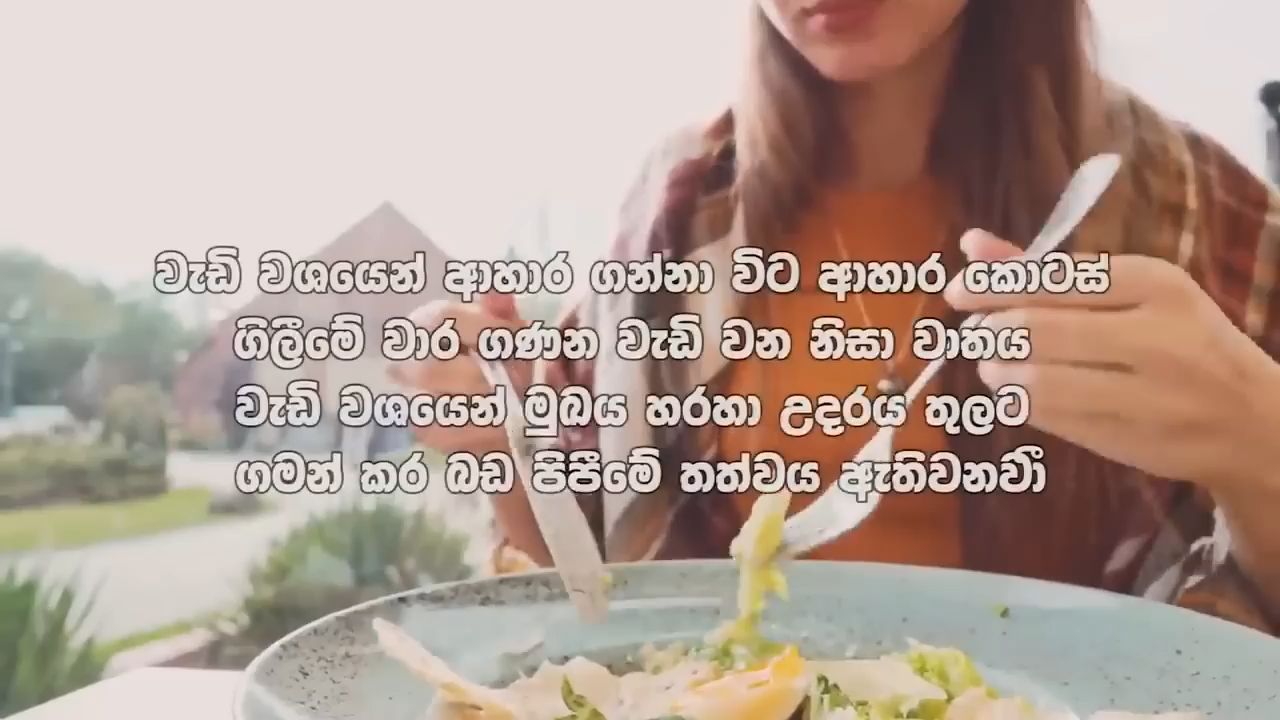 වැඩි වශයෙන් ආහාර ගන්නා විට ආහාර කොටස්
ගිලීමේ වාර ගණන වැඩි වන නිසා වාතය
වැඩි වශයෙන් මුඛය හරහා උදරය තුලට
ගමන් කර බඩ පිපීමේ තත්වය ඇතිවනවා